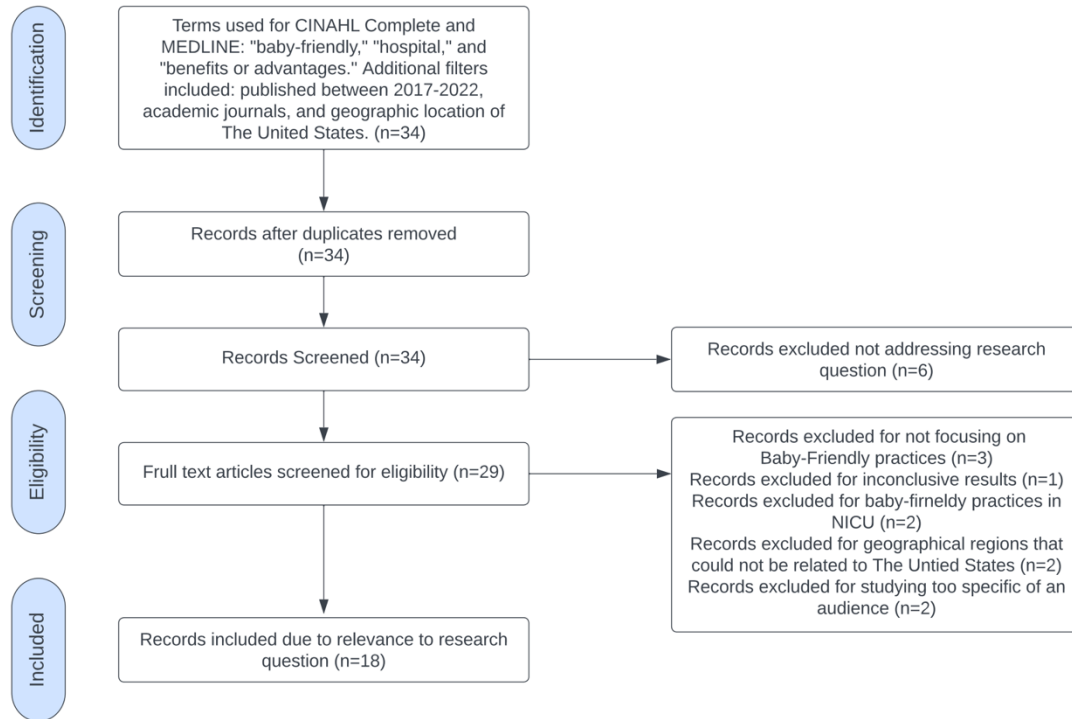 Identification
Terms used for CINAHL Complete and
MEDLINE: "baby-friendly," "hospital," and
"benefits or advantages." Additional filters
included: published between 2017-2022,
academic journals, and geographic location of
The United States. (n=34)
Screening
Records after duplicates removed
(n=34)
Records Screened (n=34)
Records excluded not addressing research
question (n=6)
Eligibility
Frull text articles screened for eligibility (n=29)
Records excluded for not focusing on
Baby-Friendly practices (n=3)
Records excluded for inconclusive results (n=1)
Records excluded for baby-firneldy practices in
NICU (n=2)
Records excluded for geographical regions that
could not be related to The Untied States (n=2)
Records excluded for studying too specific of an
audience (n=2)
Included
Records included due to relevance to research
question (n=18)